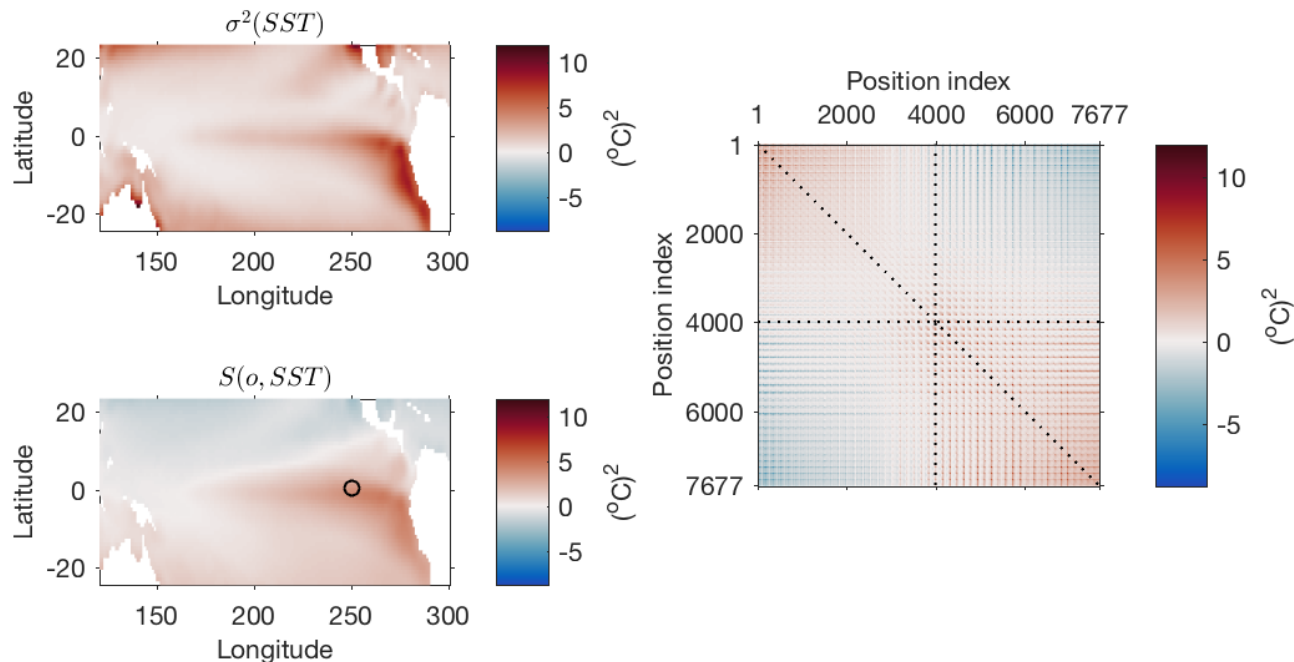 σ²(SST)
20
0
-20
Latitude
150 200 250 300
Longitude
10
5
0
-5
(°C)²
S(o, SST)
20
0
-20
Latitude
150 200 250 300
Longitude
10
5
0
-5
(°C)²
Position index
1 2000 4000 6000 7677
1
2000
4000
6000
7677
Position index
10
5
0
-5
(°C)²